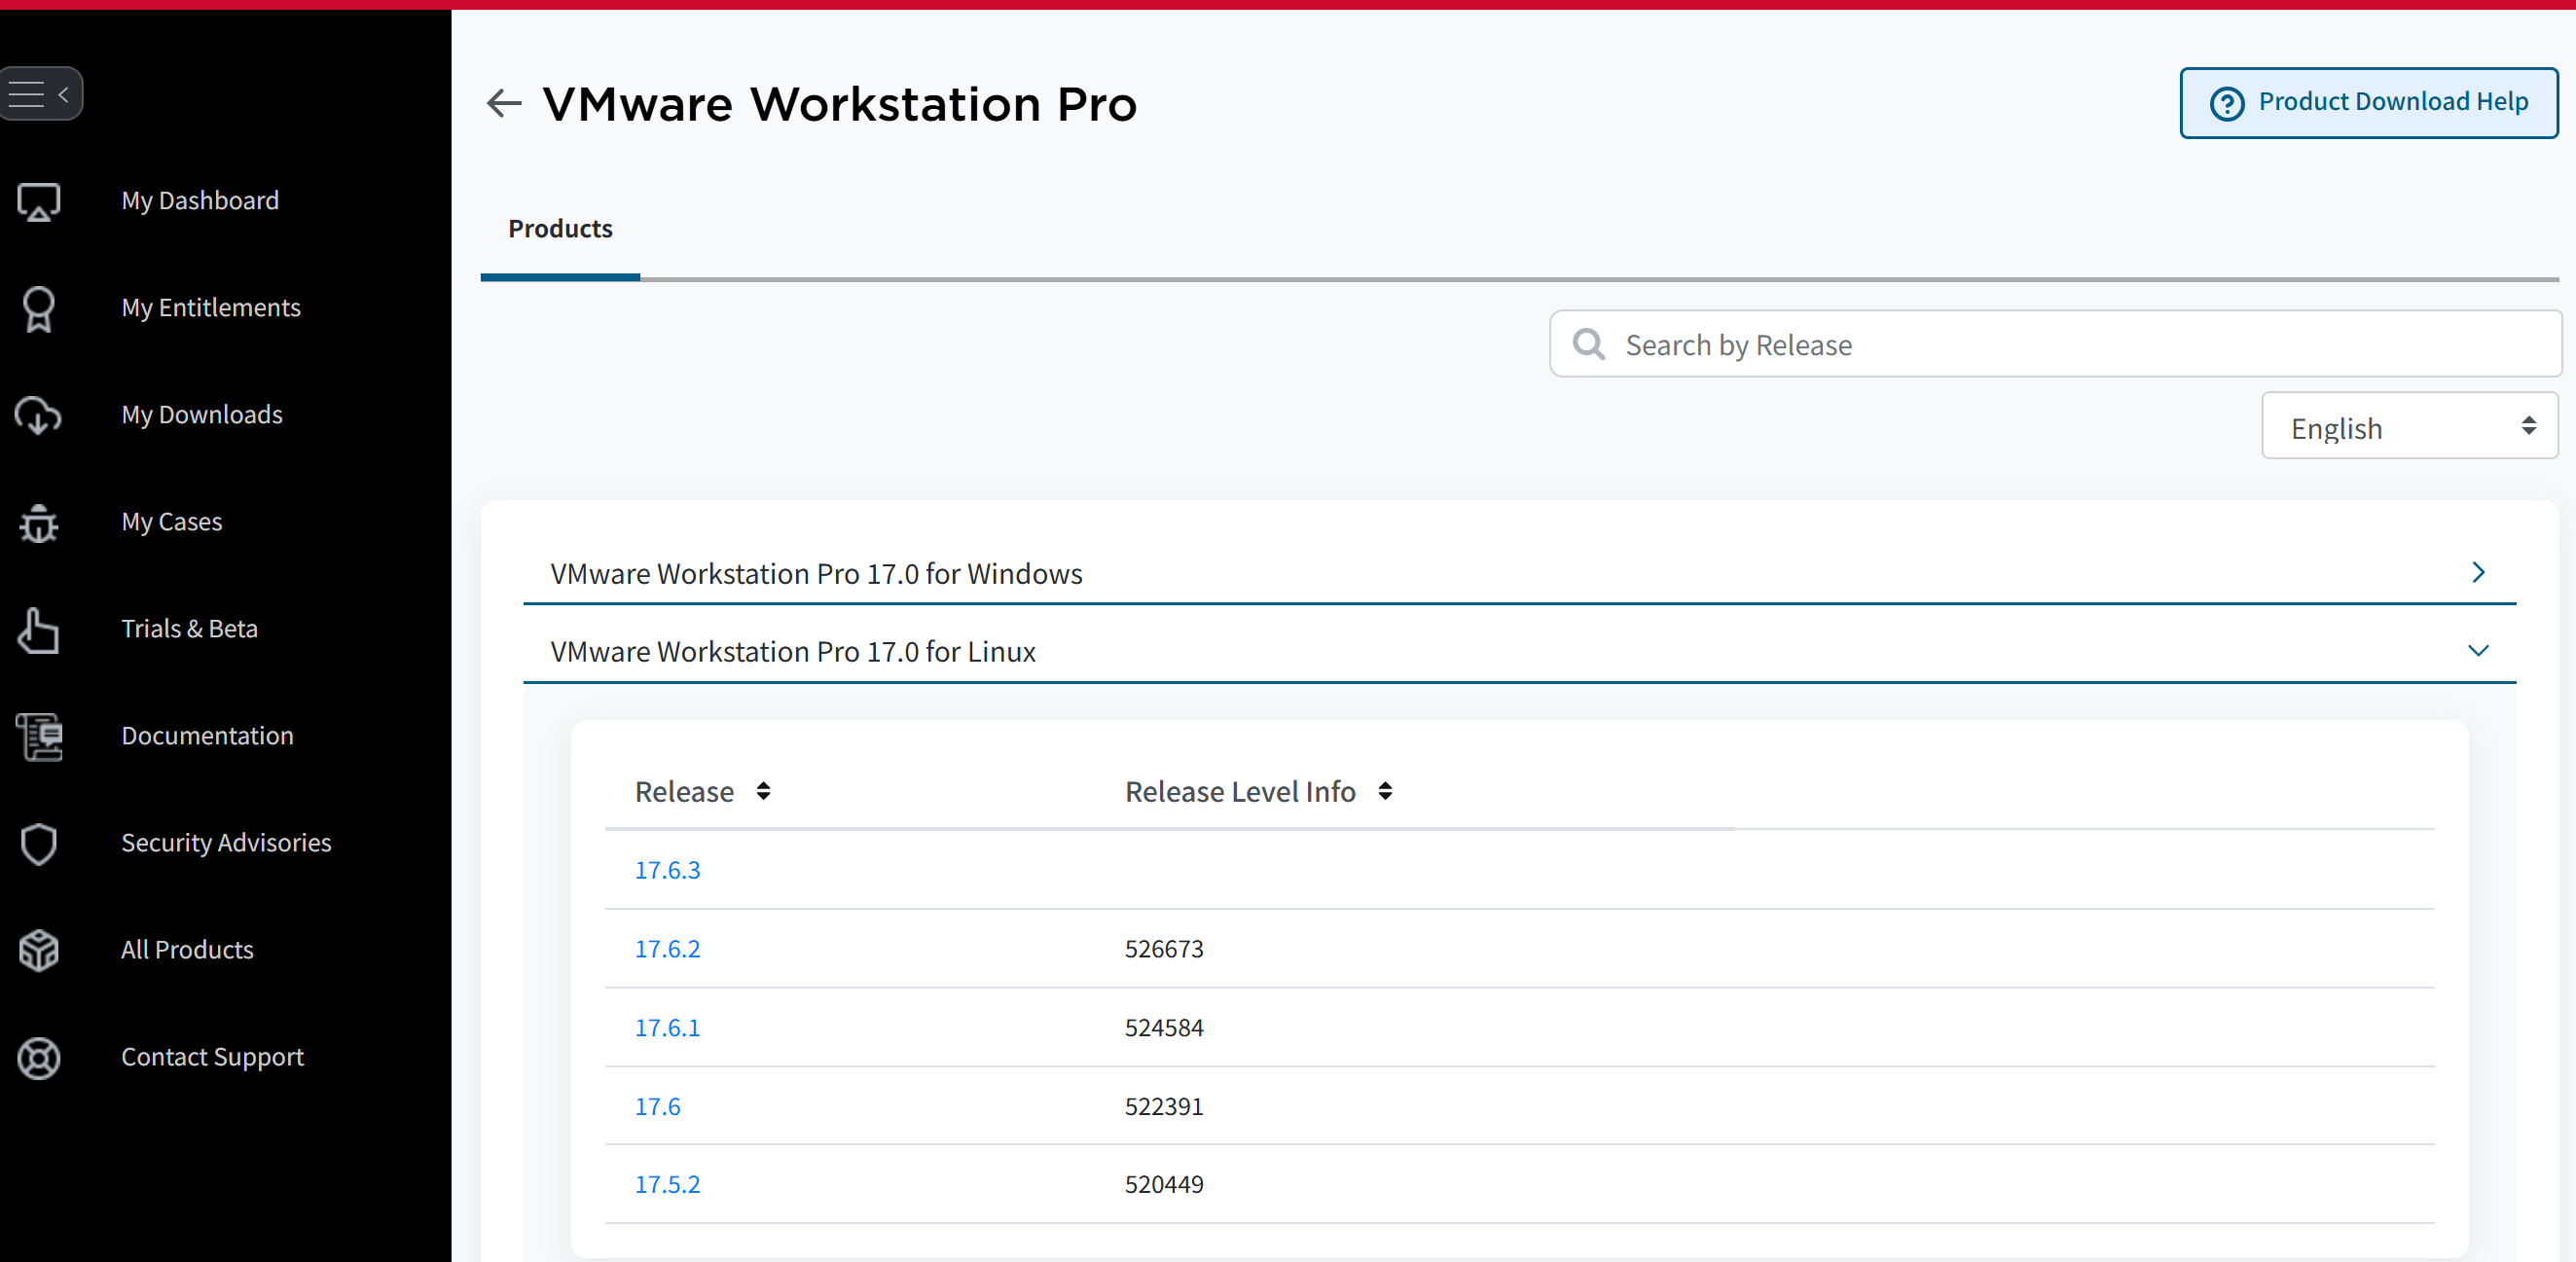 My Dashboard
My Entitlements
My Downloads
My Cases
Trials & Beta
Documentation
Security Advisories
All Products
Contact Support
VMware Workstation Pro
Product Download Help
Products
Search by Release
English
VMware Workstation Pro 17.0 for Windows
VMware Workstation Pro 17.0 for Linux
Release Release Level Info
17.6.3
17.6.2 526673
17.6.1 524584
17.6 522391
17.5.2 520449